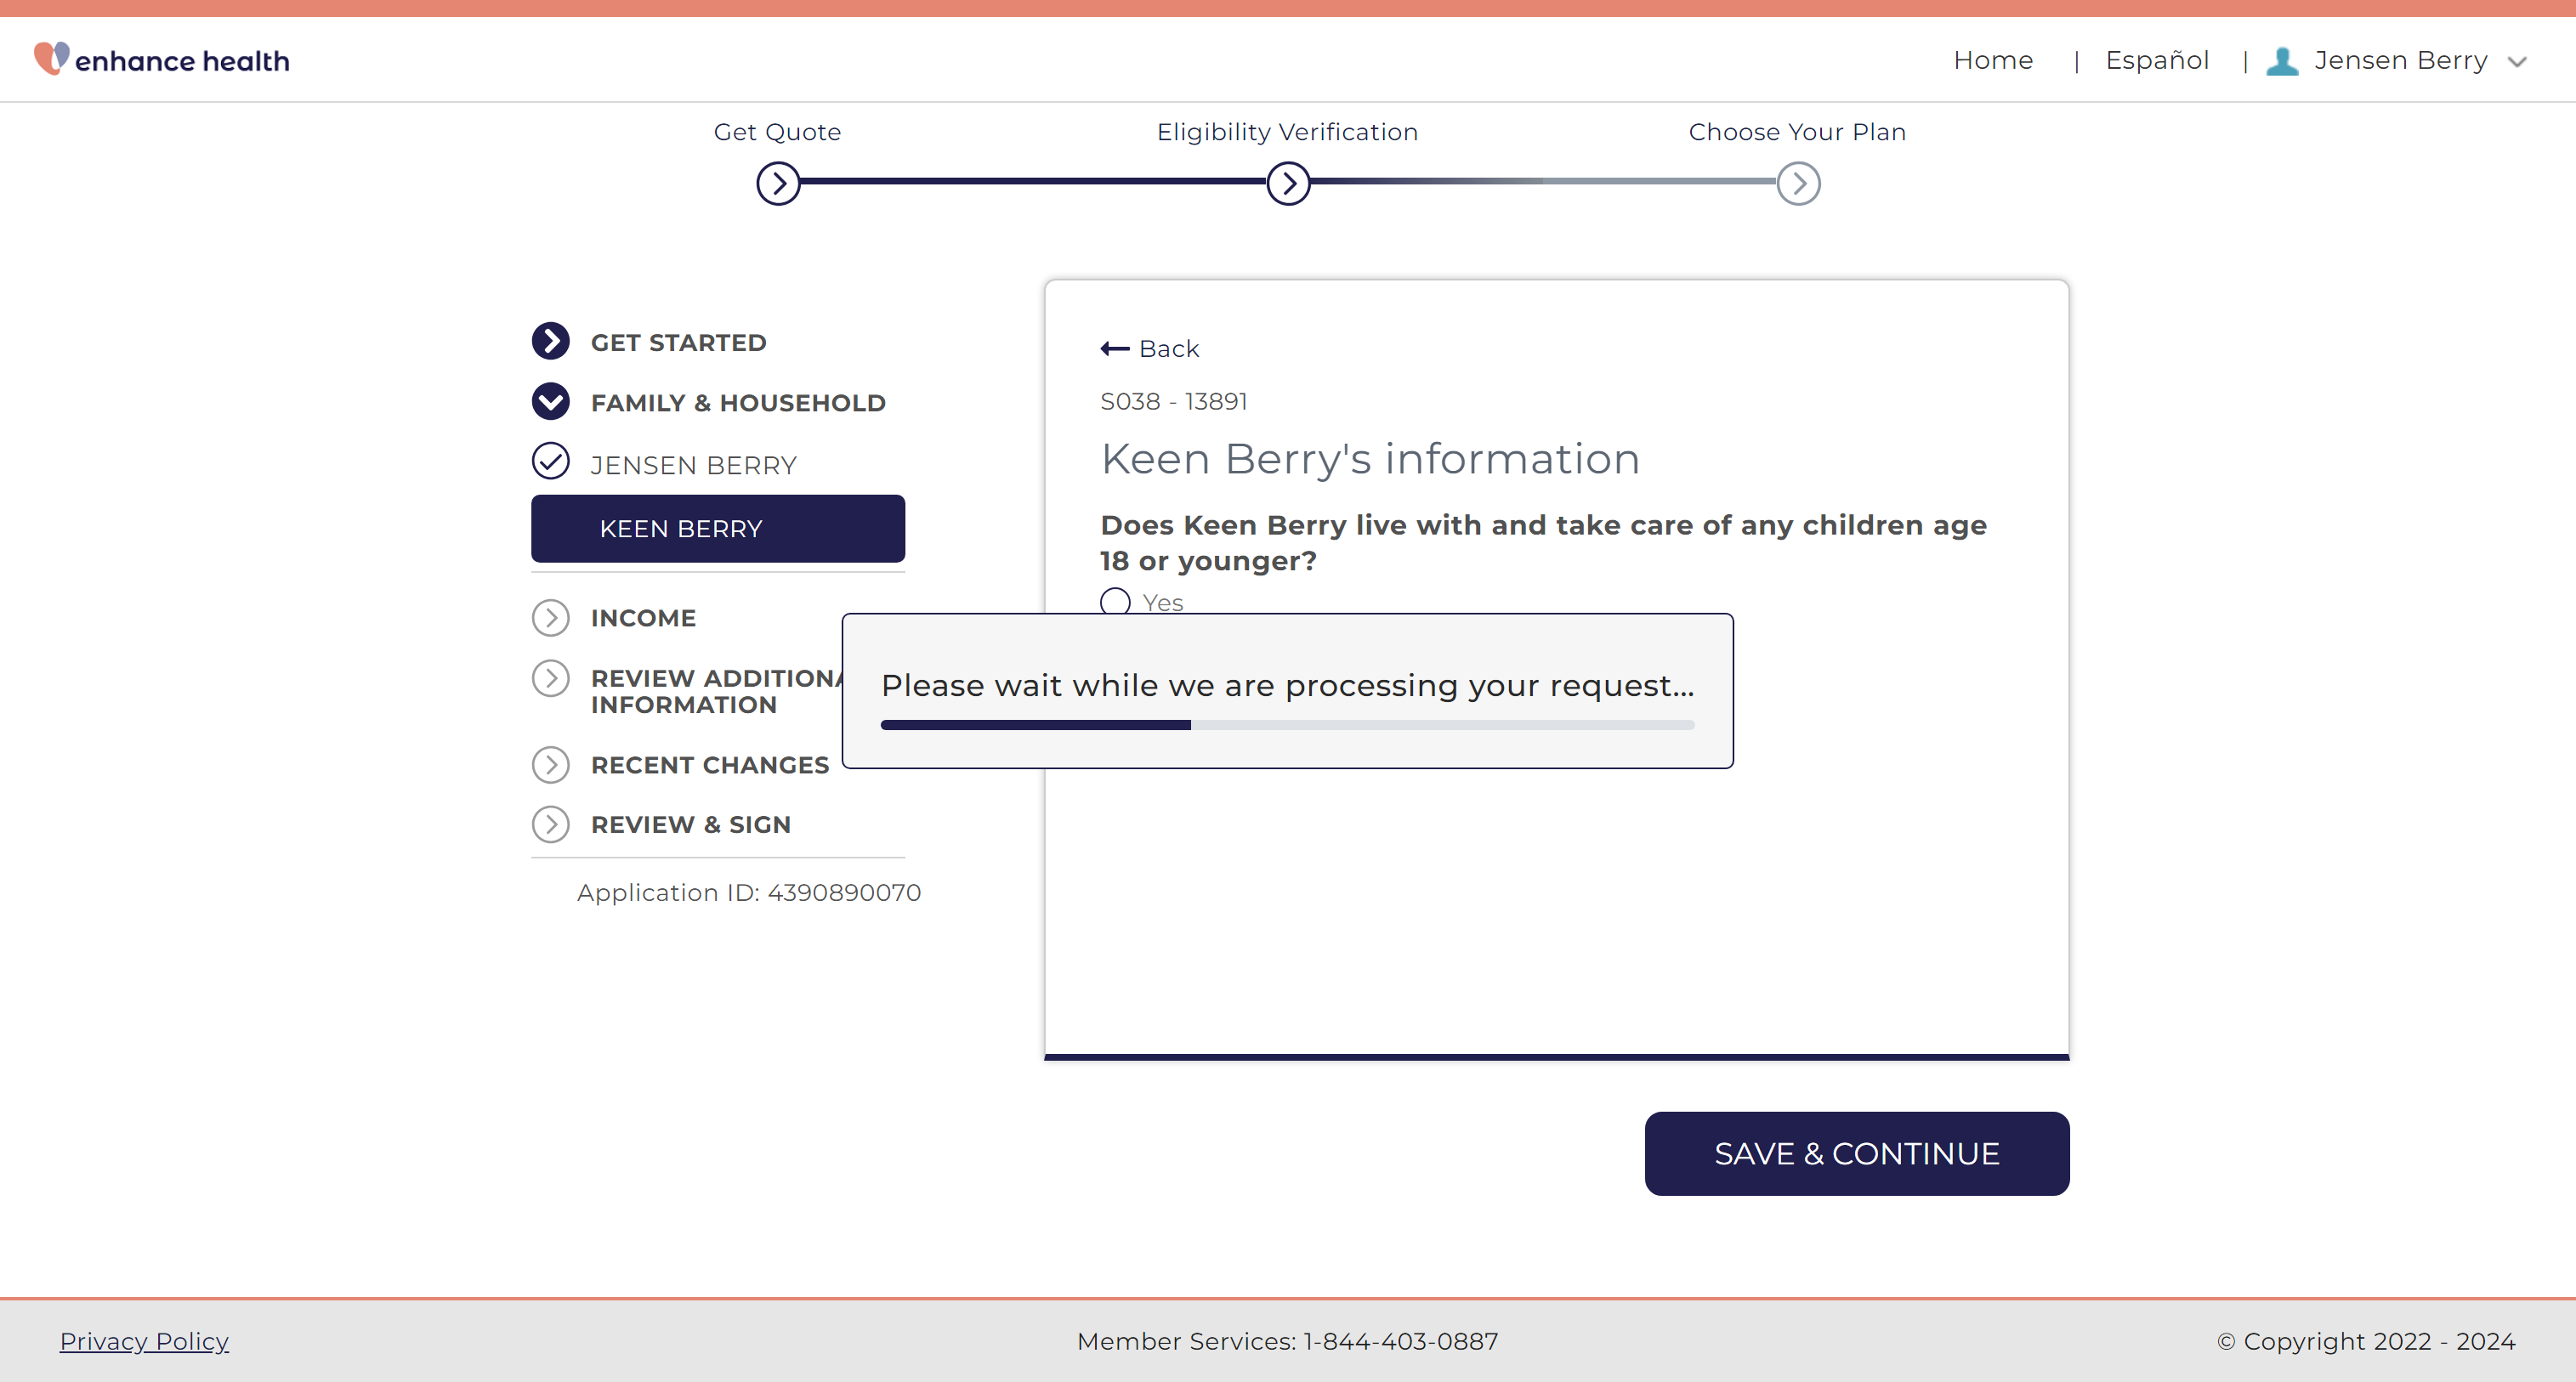 enhance health
Home | Español | Jensen Berry
Get Quote
Eligibility Verification
Choose Your Plan
GET STARTED
FAMILY & HOUSEHOLD
JENSEN BERRY
KEEN BERRY
INCOME
REVIEW ADDITIONA
INFORMATION
RECENT CHANGES
REVIEW & SIGN
Application ID: 4390890070
Back
S038 - 13891
Keen Berry's information
Does Keen Berry live with and take care of any children age
18 or younger?
Yes
Please wait while we are processing your request...
SAVE & CONTINUE
Privacy Policy
Member Services: 1-844-403-0887
© Copyright 2022 - 2024